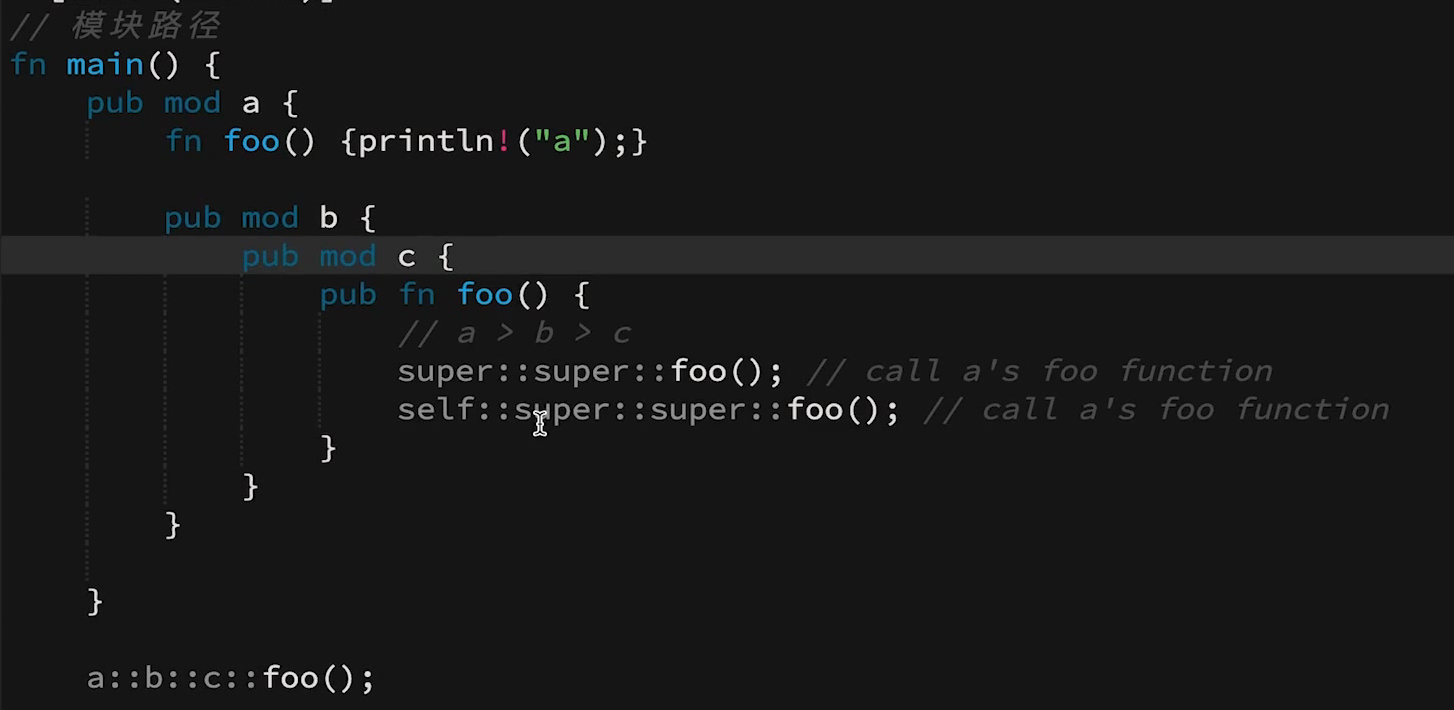 // 模块路径
fn main() {
    pub mod a {
        fn foo() {println!("a");}

        pub mod b {
            pub mod c {
                pub fn foo() {
                    // a > b > c
                    super::super::foo(); // call a's foo function
                    self::super::super::foo(); // call a's foo function
                }
            }
        }

    }

    a::b::c::foo();